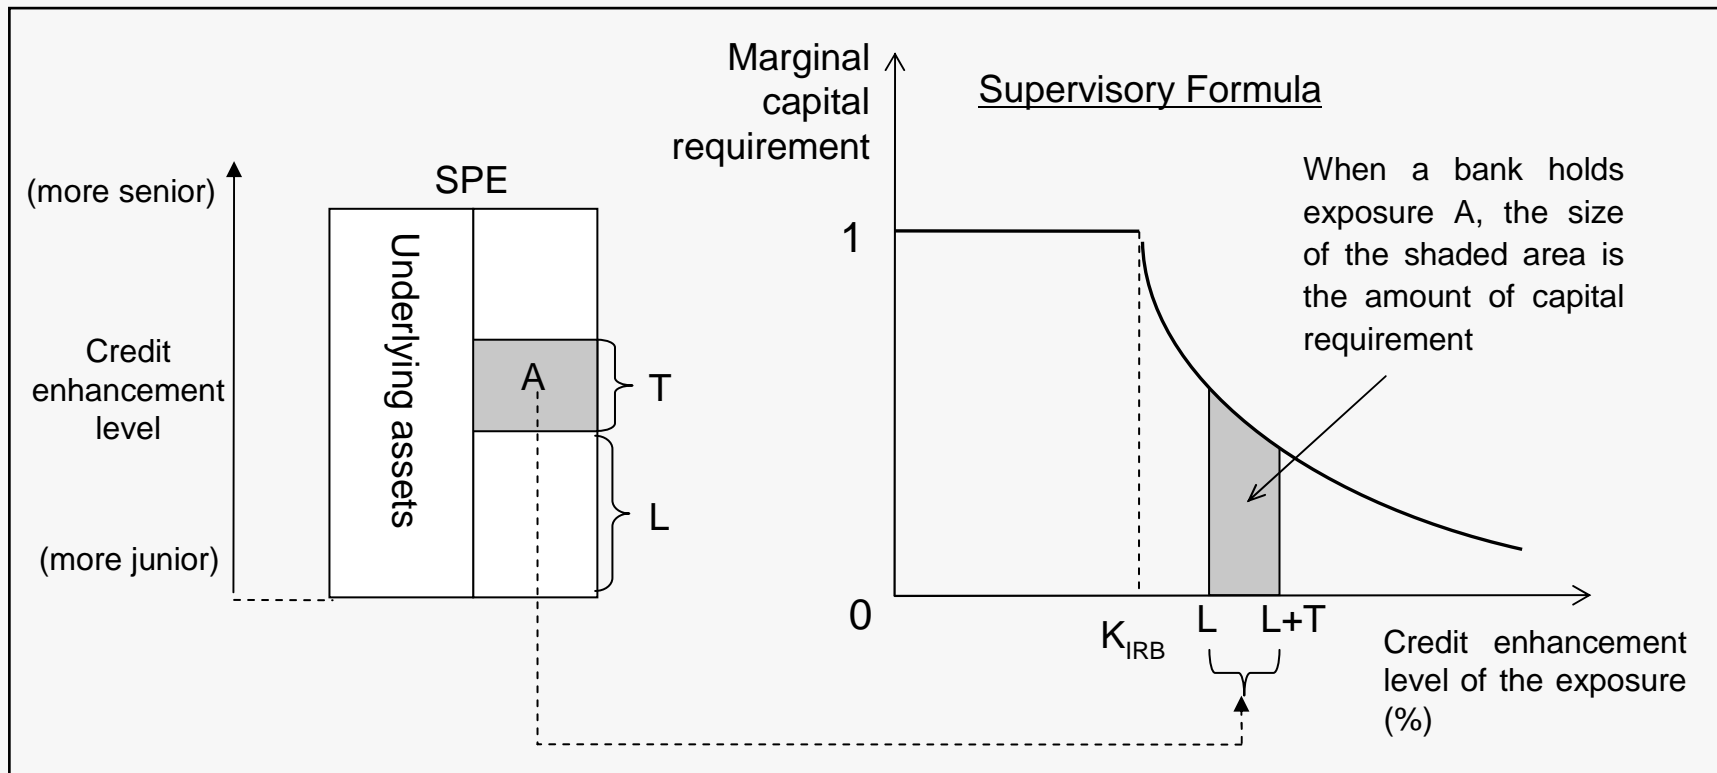 Marginal
capital
requirement
Supervisory Formula
When a bank holds
exposure A, the size
of the shaded area is
the amount of capital
requirement
(more senior)
SPE
Underlying assets
1
Credit
enhancement
level
A
T
L
(more junior)
0
K_IRB
L
L+T
Credit enhancement
level of the exposure
(%)